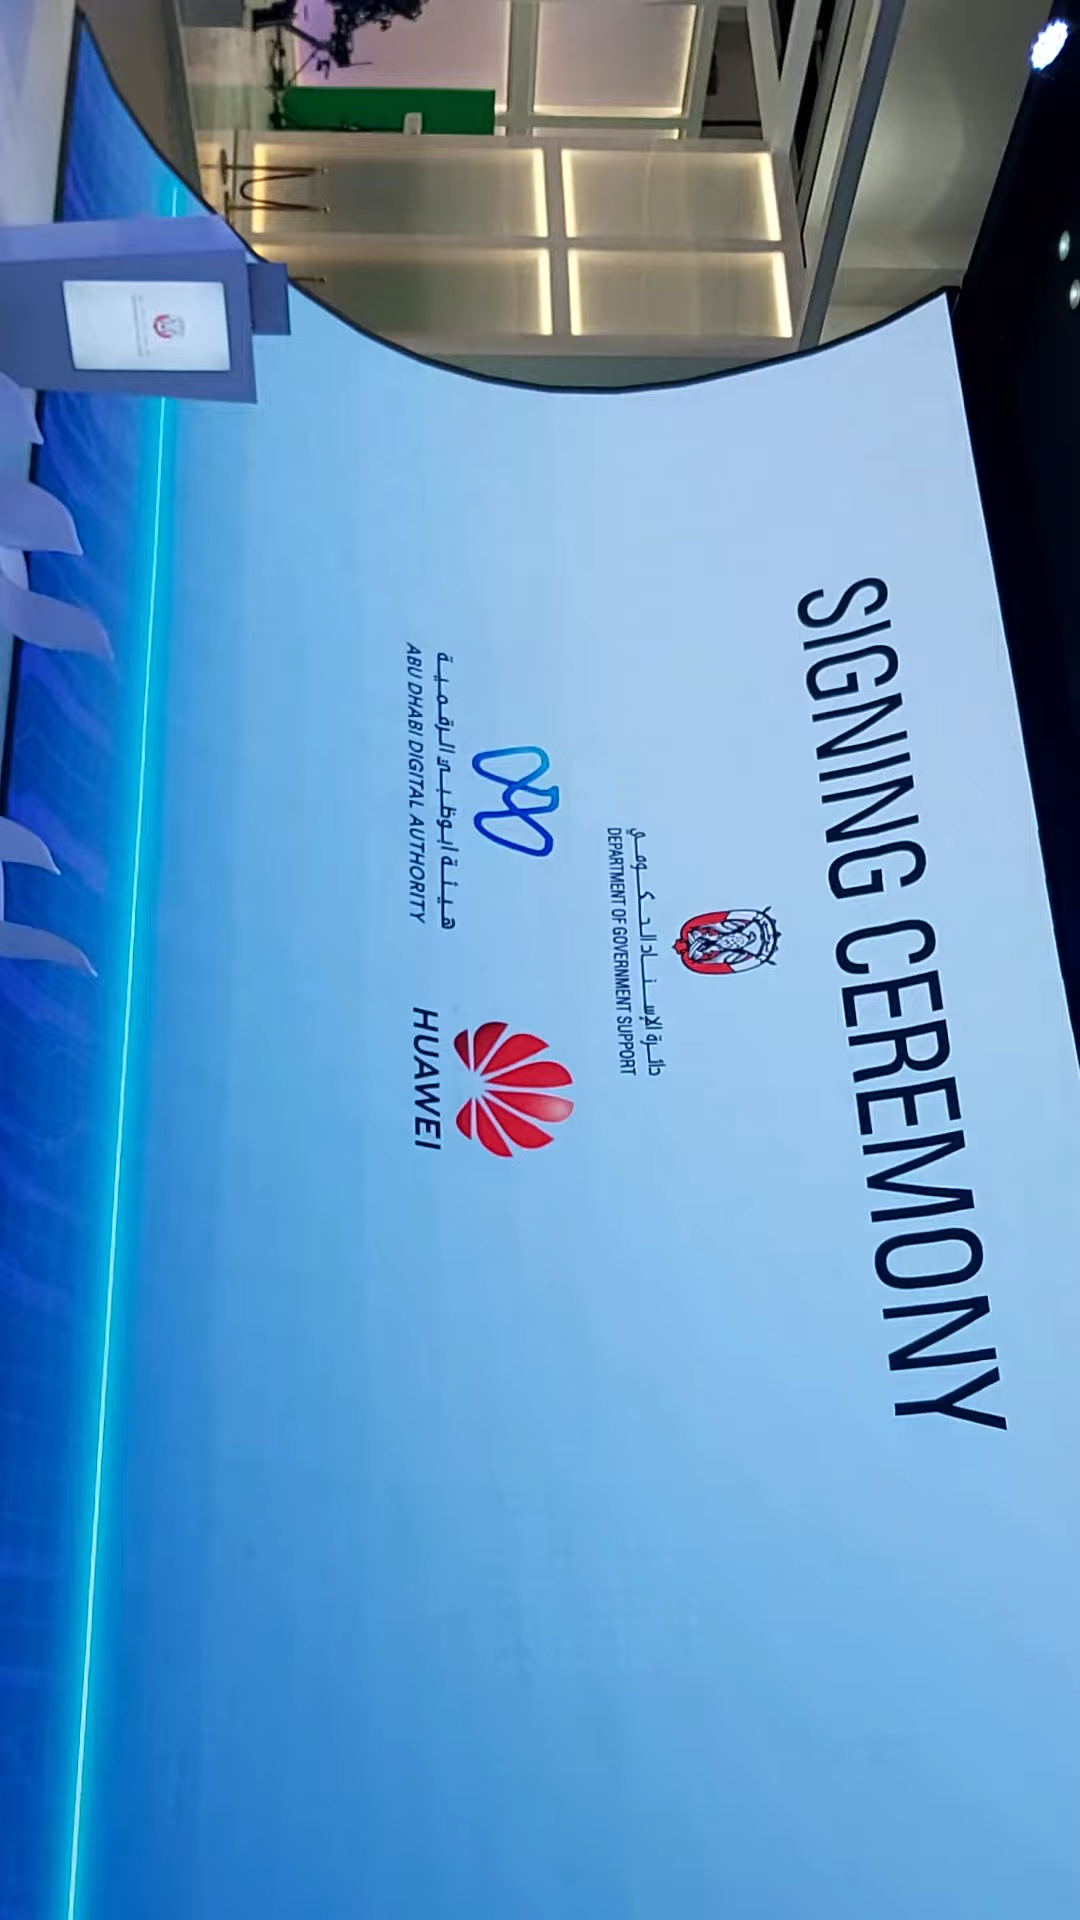 SIGNING CEREMONY
دائرة الإسناد الحكومي
DEPARTMENT OF GOVERNMENT SUPPORT
هيئة أبوظبي الرقمية
ABU DHABI DIGITAL AUTHORITY
HUAWEI